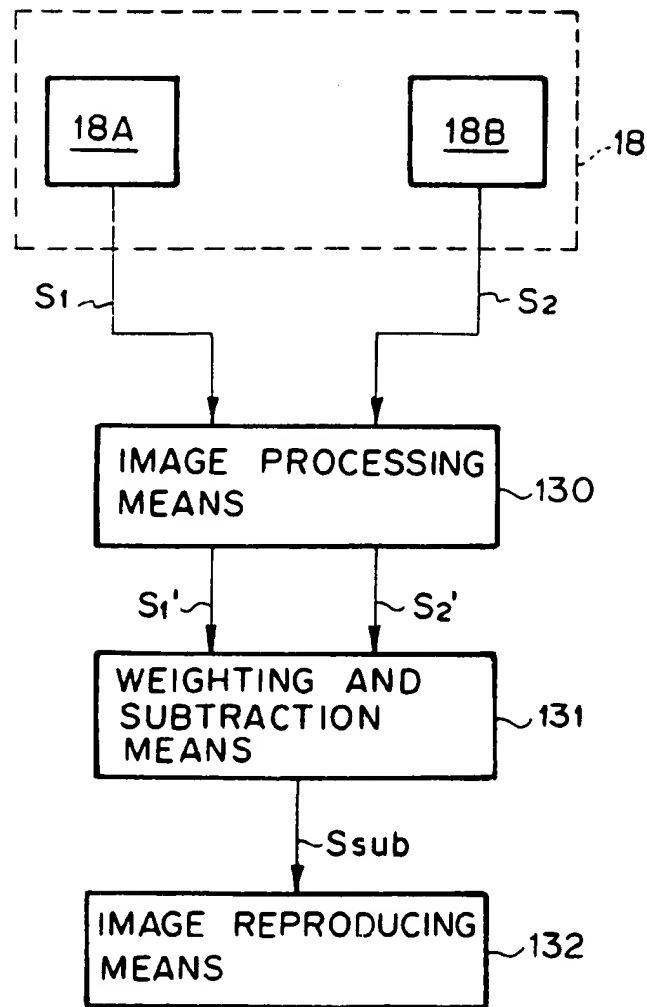 18A
18B
18
S1
S2
IMAGE PROCESSING
MEANS
130
S1'
S2'
WEIGHTING AND
SUBTRACTION
MEANS
131
Ssub
IMAGE REPRODUCING
MEANS
132